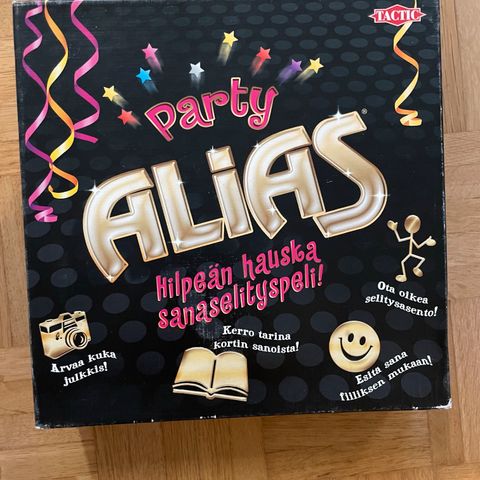 TACTIC
Party
ALiAS®
Hilpeän hauska
sanaselityspeli!
Ota oikea
selitysasento!
Arvaa kuka
julkkis!
Kerro tarina
kortin sanoista!
Esitä sana
fiiliksen mukaan!